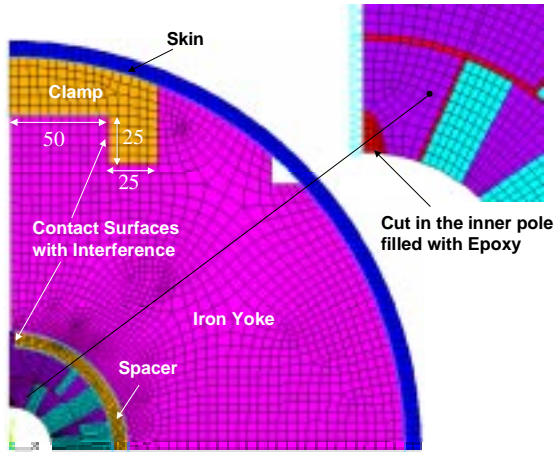 Skin
Clamp
50
25
25
Contact Surfaces
with Interference
Cut in the inner pole
filled with Epoxy
Iron Yoke
Spacer